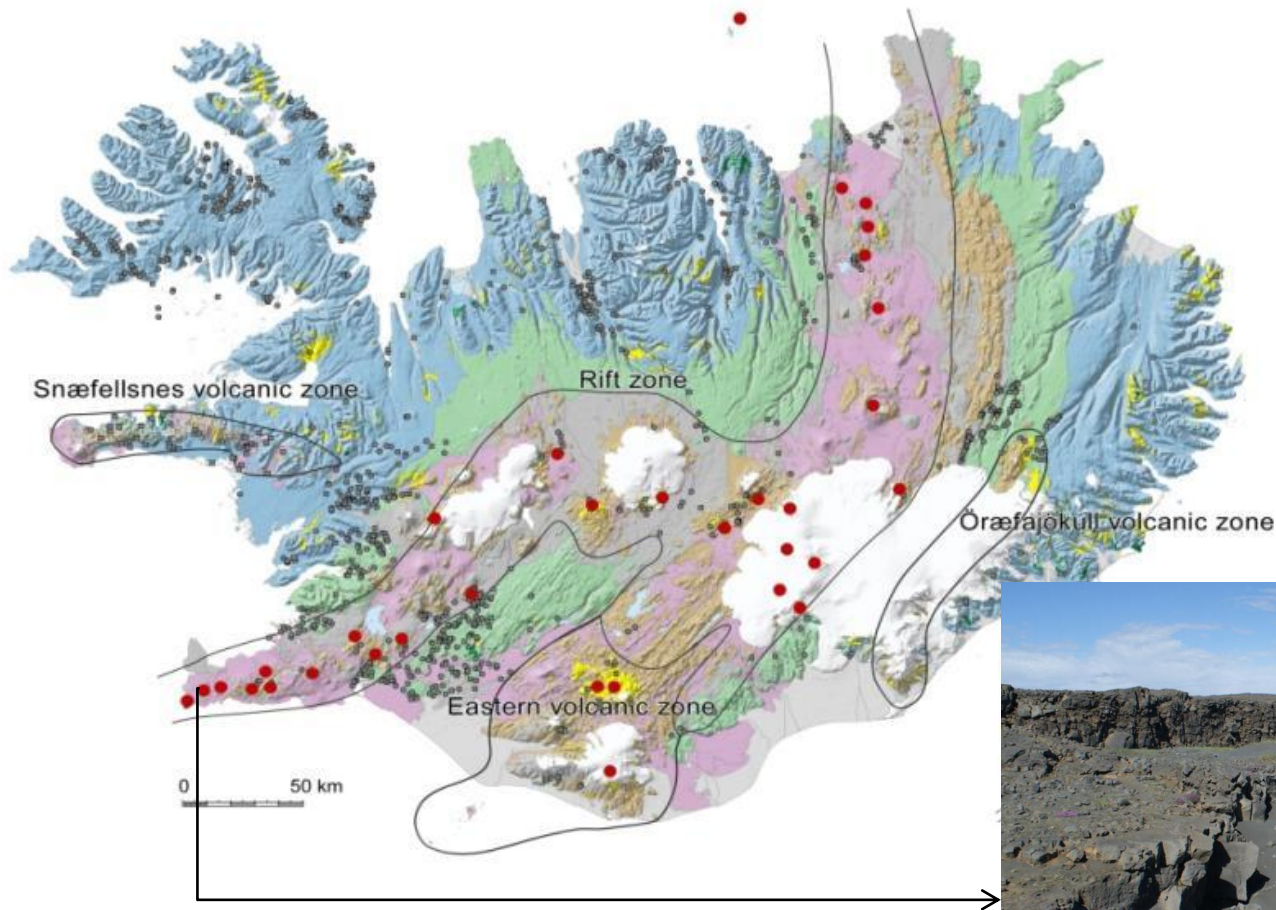 Snæfellsnes volcanic zone
Rift zone
Öræfajökull volcanic zone
Eastern volcanic zone
0 50 km